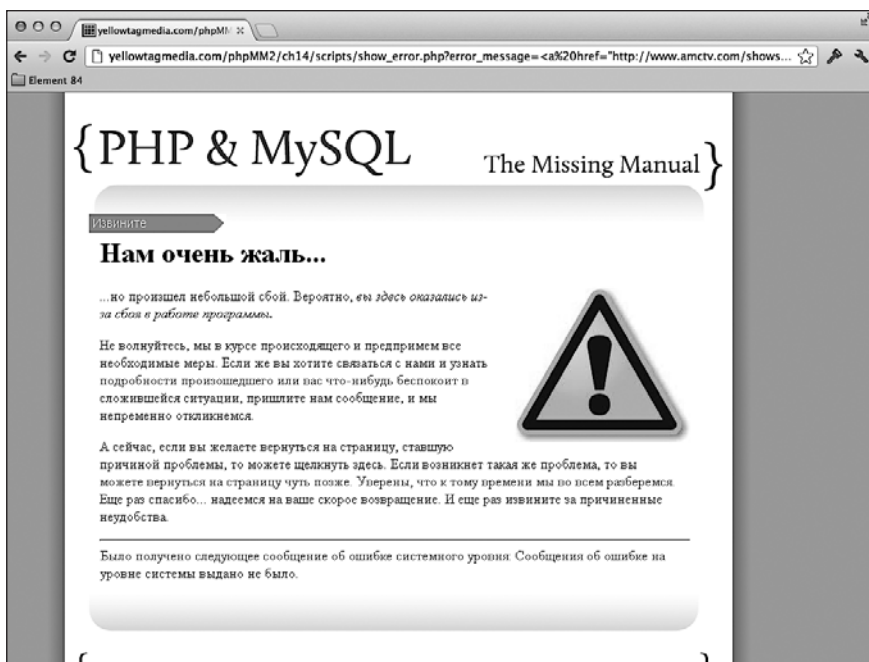 yellowtagmedia.com/phpMM
yellowtagmedia.com/phpMM2/ch14/scripts/show_error.php?error_message=<a%20href="http://www.amctv.com/shows...
Element 84
{PHP & MySQL
The Missing Manual}
Извините
Нам очень жаль...
...но произошел небольшой сбой. Вероятно, вы здесь оказались из-
за сбоя в работе программы.
Не волнуйтесь, мы в курсе происходящего и предпримем все
необходимые меры. Если же вы хотите связаться с нами и узнать
подробности произошедшего или вас что-нибудь беспокоит в
сложившейся ситуации, пришлите нам сообщение, и мы
непременно откликнемся.
А сейчас, если вы желаете вернуться на страницу, ставшую
причиной проблемы, то можете щелкнуть здесь. Если возникнет такая же проблема, то вы
можете вернуться на страницу чуть позже. Уверены, что к тому времени мы во всем разберемся.
Еще раз спасибо... надеемся на ваше скорое возвращение. И еще раз извините за причиненные
неудобства.
Было получено следующее сообщение об ошибке системного уровня: Сообщения об ошибке на
уровне системы выдано не было.